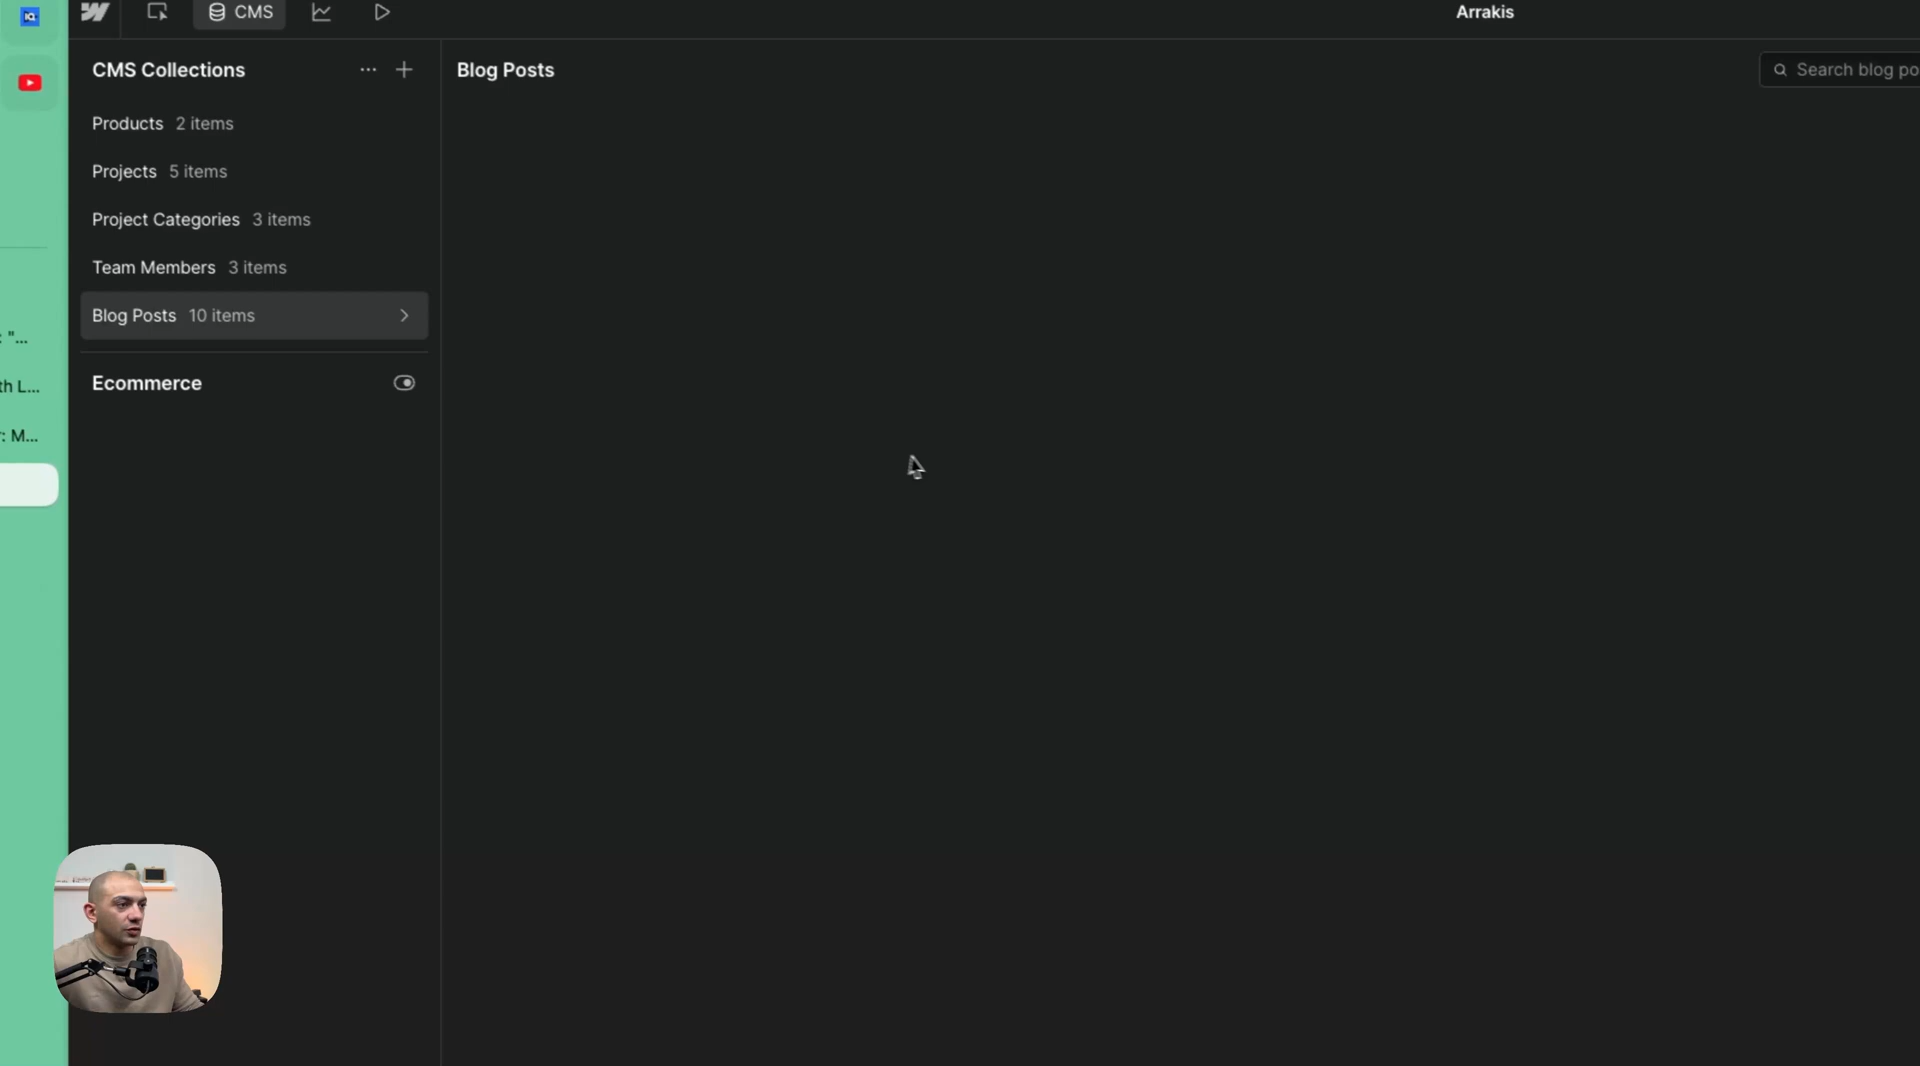 CMS
Arrakis
CMS Collections
Blog Posts
Search blog po
Products 2 items
Projects 5 items
Project Categories 3 items
Team Members 3 items
Blog Posts 10 items
Ecommerce
: "...
th L...
r: M...